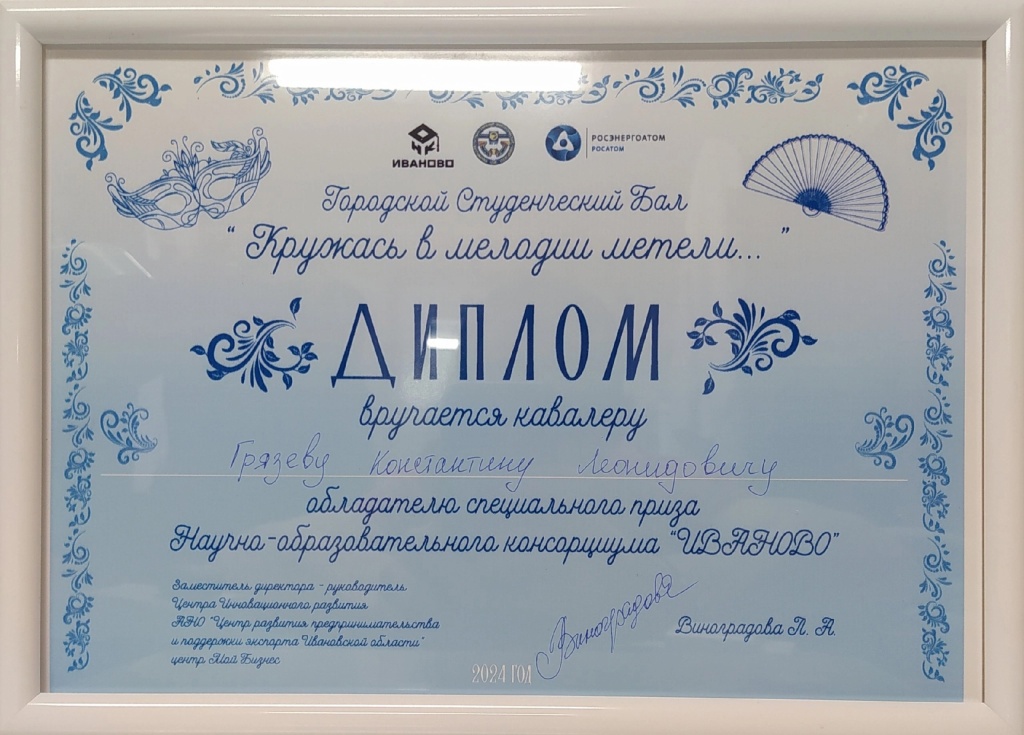 ИВАНОВО
РОСЭНЕРГОАТОМ
РОСАТОМ
Городской Студенческий Бал
"Кружась в мелодии метели..."
ДИПЛОМ
вручается кавалеру
Грязеву Константину Леонидовичу
обладателю специального приза
Научно-образовательного консорциума "ИВАНОВО"
Заместитель директора - руководитель
Центра Инновационного развития
АНО "Центр развития предпринимательства
и поддержки экспорта Ивановской области"
центр Мой Бизнес
Виноградова
Виноградова Л. А.
2024 ГОД